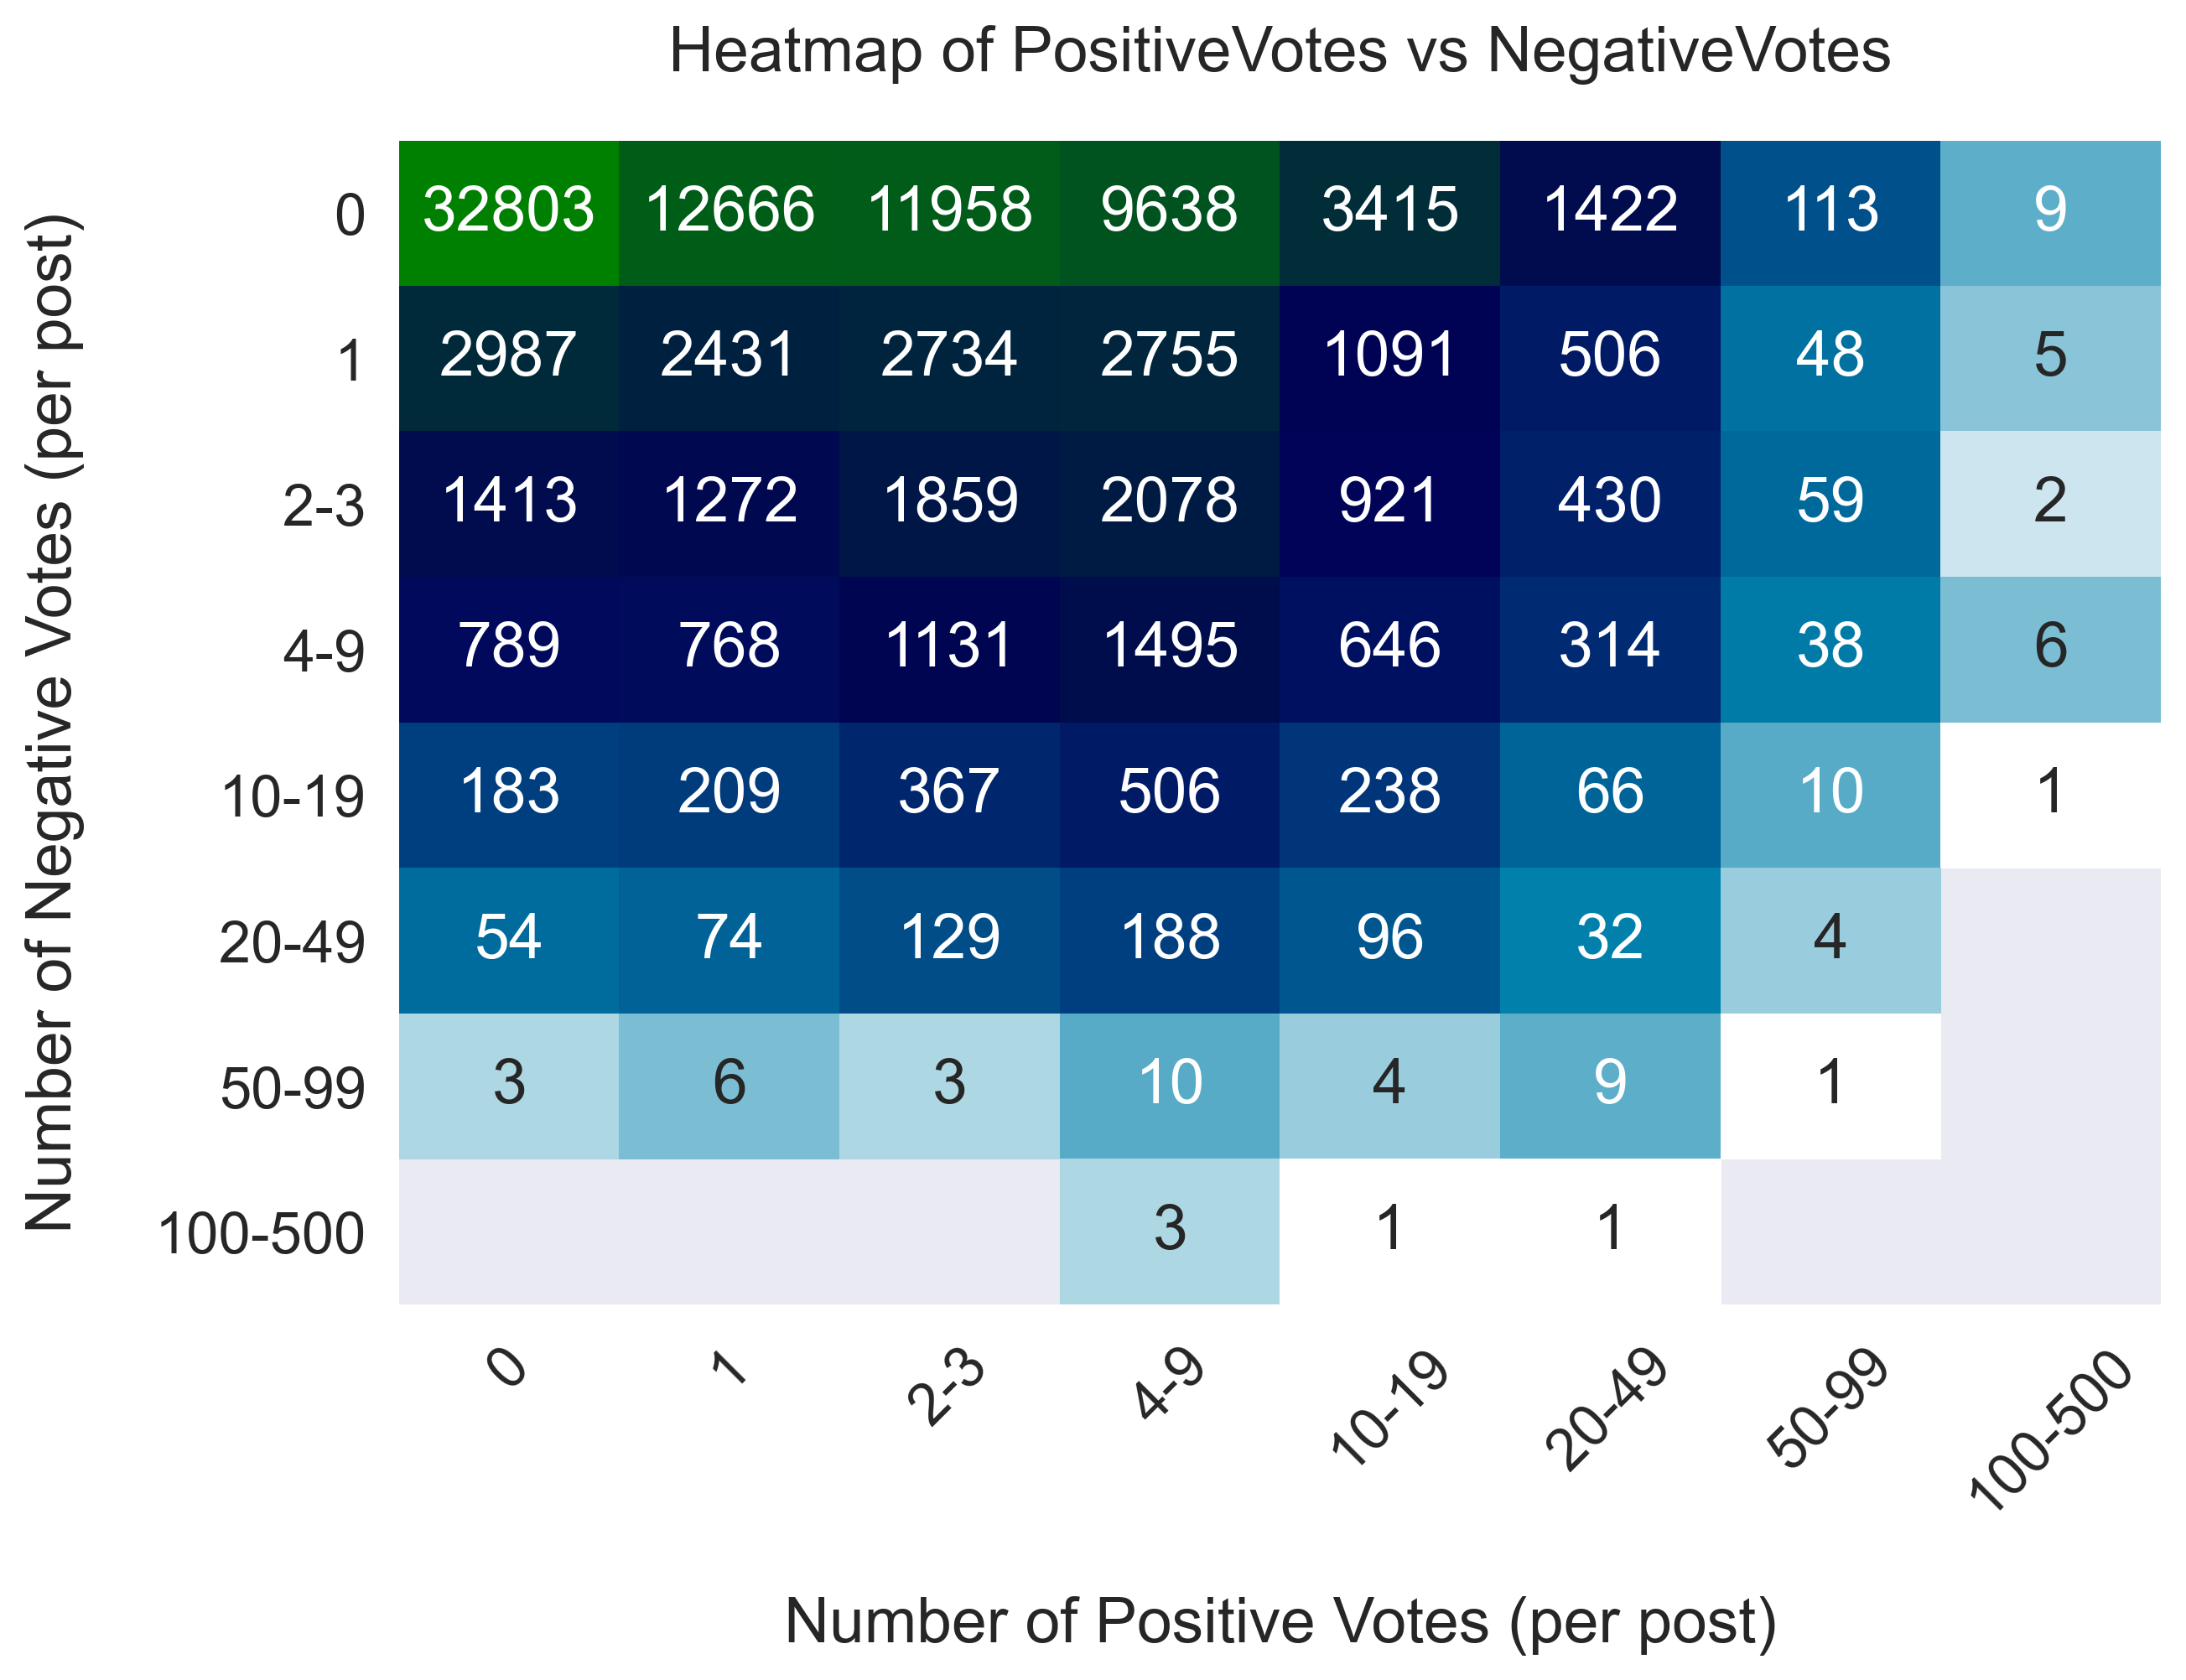 Heatmap of PositiveVotes vs NegativeVotes
Number of Negative Votes (per post)
0 32803 12666 11958 9638 3415 1422 113 9
1 2987 2431 2734 2755 1091 506 48 5
2-3 1413 1272 1859 2078 921 430 59 2
4-9 789 768 1131 1495 646 314 38 6
10-19 183 209 367 506 238 66 10 1
20-49 54 74 129 188 96 32 4
50-99 3 6 3 10 4 9 1
100-500 3 1 1
0 1 2-3 4-9 10-19 20-49 50-99 100-500
Number of Positive Votes (per post)